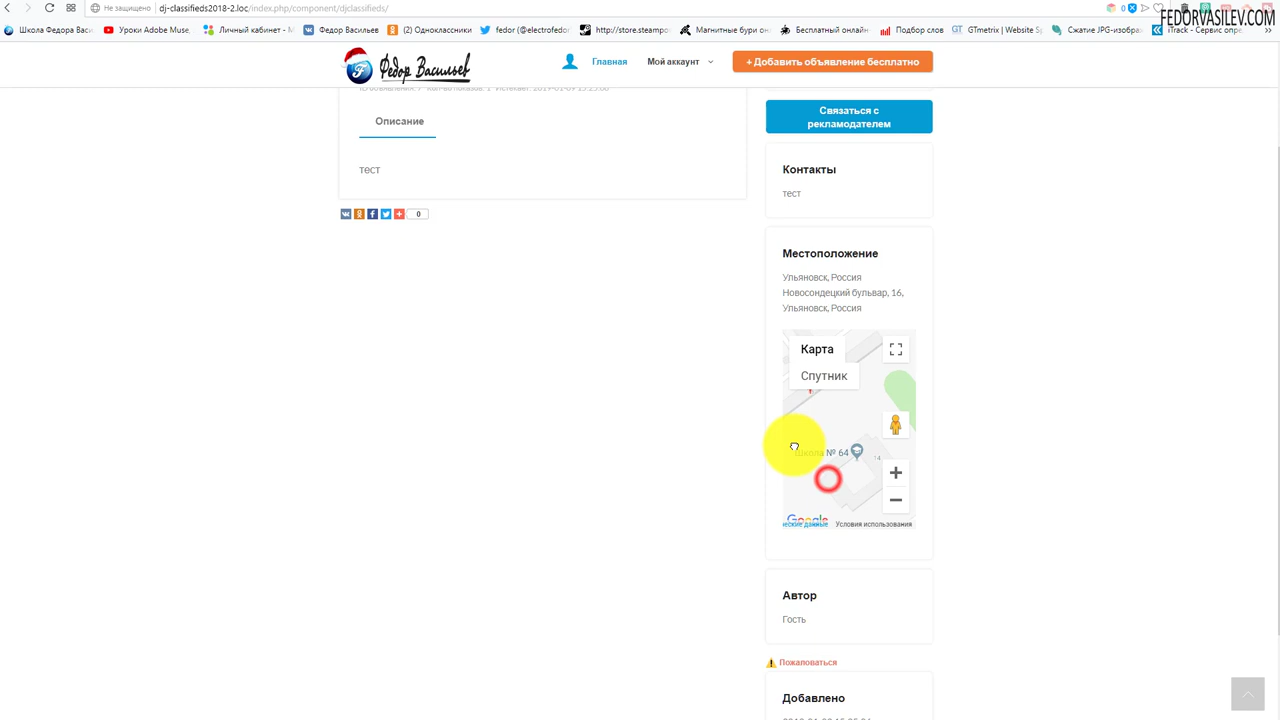 Не защищено
dj-classifieds2018-2.loc/index.php/component/djclassifieds/
FEDORVASILEV.COM
Школа Федора Васи
Уроки Adobe Muse,
Личный кабинет - М
Федор Васильев
(2) Одноклассники
fedor (@electrofedor)
http://store.steampo
Магнитные бури он
Бесплатный онлайн
Подбор слов
GTmetrix | Website S
Сжатие JPG-изобра
iTrack - Сервис опре
Федор Васильев
Главная
Мой аккаунт
+ Добавить объявление бесплатно
Связаться с
рекламодателем
Описание
тест
0
Контакты
тест
Местоположение
Ульяновск, Россия
Новосондецкий бульвар, 16,
Ульяновск, Россия
Карта
Спутник
Школа № 64
14
Google
еские данные
Условия использования
Автор
Гость
Пожаловаться
Добавлено